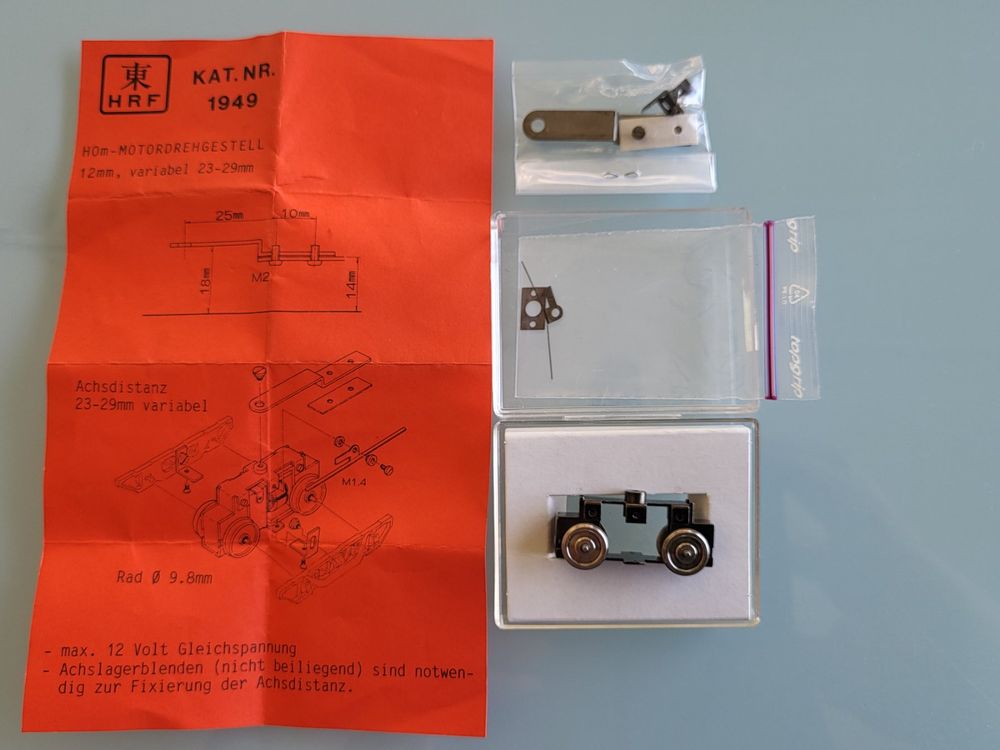 東
HRF
KAT.NR.
1949
H0m-MOTORDREHGESTELL
12mm, variabel 23-29mm
25mm
10mm
M2
18mm
14mm
Achsdistanz
23-29mm variabel
M1.4
Rad Ø 9.8mm
- max. 12 Volt Gleichspannung
- Achslagerblenden (nicht beiliegend) sind notwen-
dig zur Fixierung der Achsdistanz.
grip
toppgrip